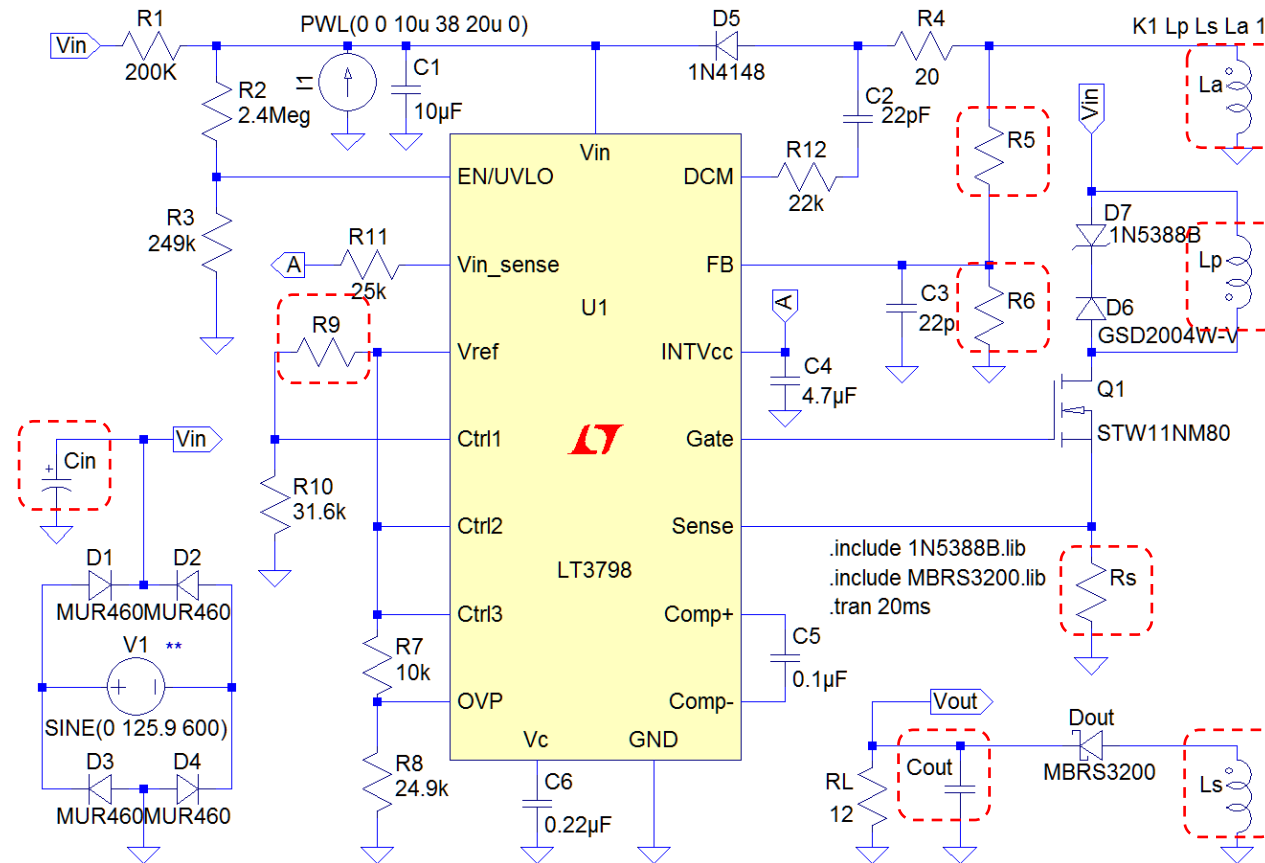 R1
PWL(0 0 10u 38 20u 0)
D5
R4
K1 Lp Ls La 1
Vin
200K
1N4148
20
La
R2
2.4Meg
I1
C1
10µF
C2
22pF
Vin
Vin
R12
22k
R5
EN/UVLO
DCM
R3
249k
R11
25k
A
Vin_sense
FB
D7
1N5388B
Lp
U1
A
C3
22p
R6
D6
GSD2004W-V
R9
Vref
INTVcc
C4
4.7µF
Q1
STW11NM80
Cin
+
Vin
Ctrl1
Gate
R10
31.6k
Ctrl2
Sense
.include 1N5388B.lib
.include MBRS3200.lib
.tran 20ms
Rs
D1
D2
MUR460
MUR460
LT3798
Ctrl3
Comp+
V1
**
R7
10k
C5
0.1µF
OVP
Comp-
SINE(0 125.9 600)
Vout
Vc
GND
Dout
MBRS3200
D3
D4
MUR460
MUR460
R8
24.9k
C6
0.22µF
RL
12
Cout
Ls